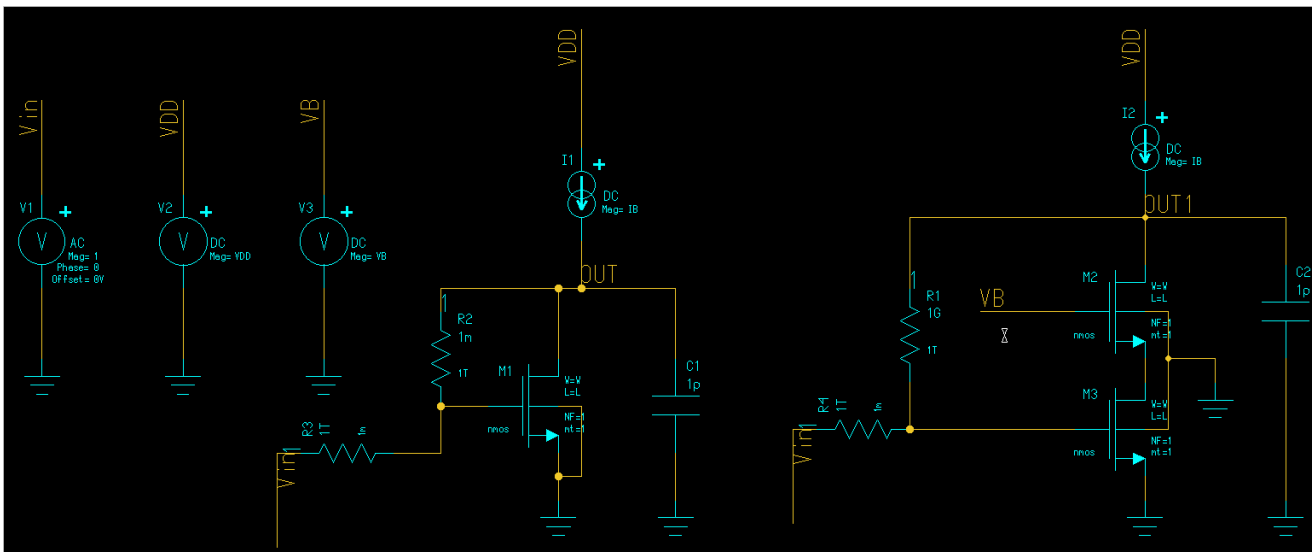 Vin
V1
AC
Mag= 1
Phase= 0
Offset= 0V
VDD
V2
DC
Mag= VDD
VB
V3
DC
Mag= VB
VDD
I1
DC
Mag= IB
OUT
1
R2
1m
1T
M1
W=W
L=L
NF=1
mt=1
nmos
C1
1p
R3
1T
1m
Vin
VDD
I2
DC
Mag= IB
OUT1
1
R1
1G
1T
VB
M2
W=W
L=L
NF=1
mt=1
nmos
C2
1p
M3
W=W
L=L
NF=1
mt=1
nmos
R4
1T
1m
Vin